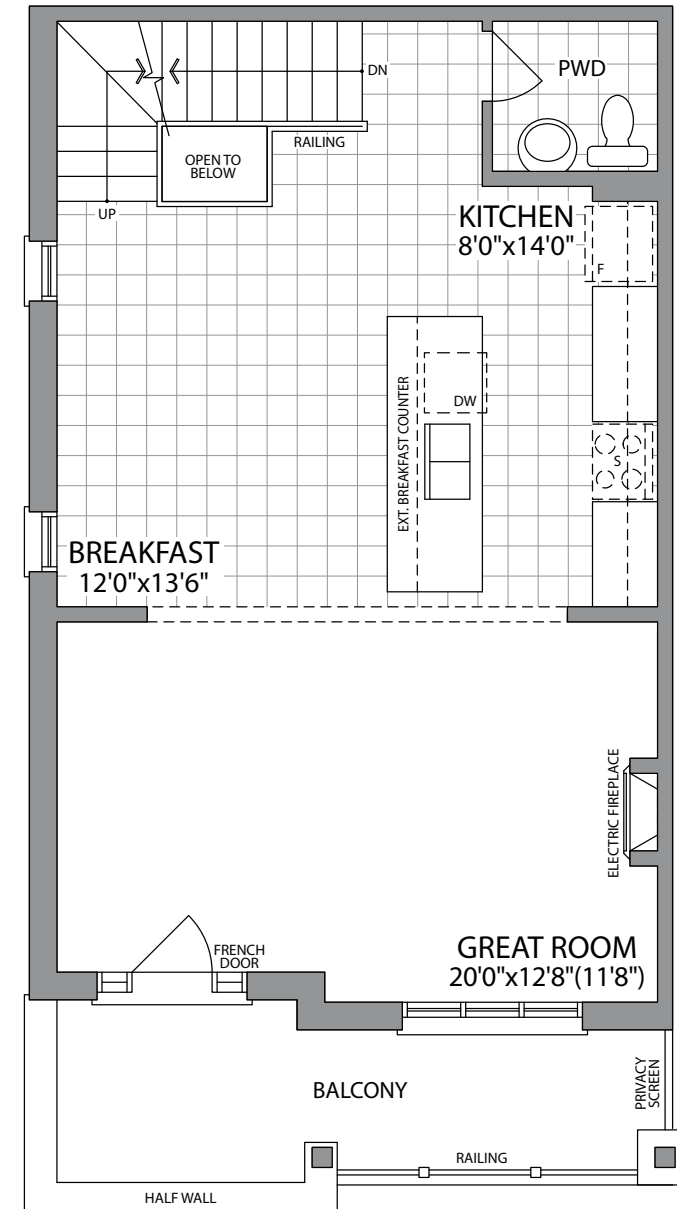 PWD
DN
RAILING
OPEN TO
BELOW
UP
KITCHEN
8'0"x14'0"
F
DW
EXT. BREAKFAST COUNTER
S
BREAKFAST
12'0"x13'6"
ELECTRIC FIREPLACE
FRENCH
DOOR
GREAT ROOM
20'0"x12'8"(11'8")
BALCONY
PRIVACY
SCREEN
RAILING
HALF WALL